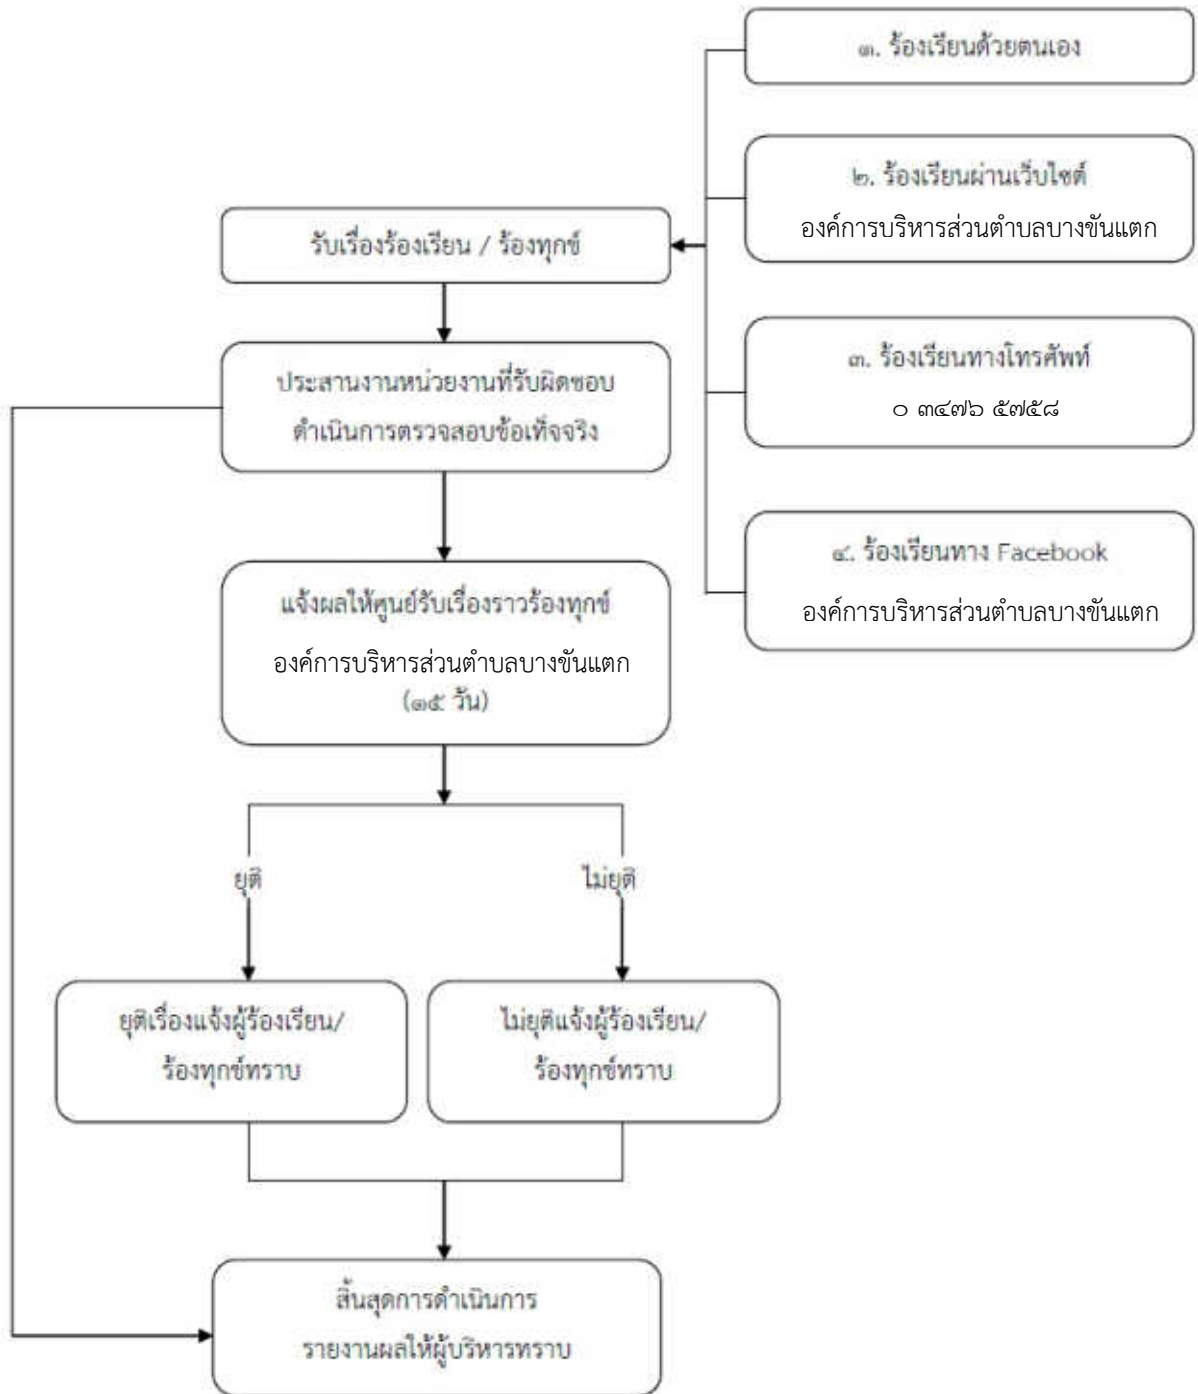 ๑. ร้องเรียนด้วยตนเอง
๒. ร้องเรียนผ่านเว็บไซต์
องค์การบริหารส่วนตำบลบางขันแตก
รับเรื่องร้องเรียน / ร้องทุกข์
๓. ร้องเรียนทางโทรศัพท์
๐ ๓๔๗๖ ๕๗๕๘
ประสานงานหน่วยงานที่รับผิดชอบ
ดำเนินการตรวจสอบข้อเท็จจริง
๔. ร้องเรียนทาง Facebook
องค์การบริหารส่วนตำบลบางขันแตก
แจ้งผลให้ศูนย์รับเรื่องราวร้องทุกข์
องค์การบริหารส่วนตำบลบางขันแตก
(๑๕ วัน)
ยุติ
ไม่ยุติ
ยุติเรื่องแจ้งผู้ร้องเรียน/
ร้องทุกข์ทราบ
ไม่ยุติแจ้งผู้ร้องเรียน/
ร้องทุกข์ทราบ
สิ้นสุดการดำเนินการ
รายงานผลให้ผู้บริหารทราบ